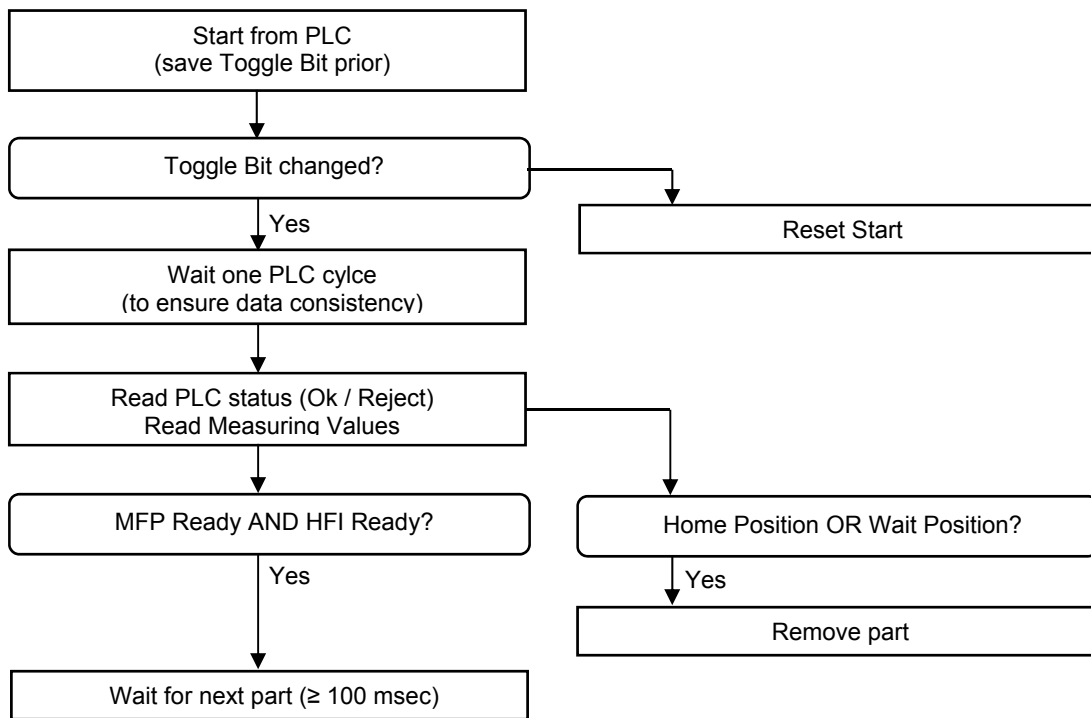 Start from PLC
(save Toggle Bit prior)
Toggle Bit changed?
Yes
Reset Start
Wait one PLC cylce
(to ensure data consistency)
Read PLC status (Ok / Reject)
Read Measuring Values
MFP Ready AND HFI Ready?
Home Position OR Wait Position?
Yes
Yes
Remove part
Wait for next part (≥ 100 msec)